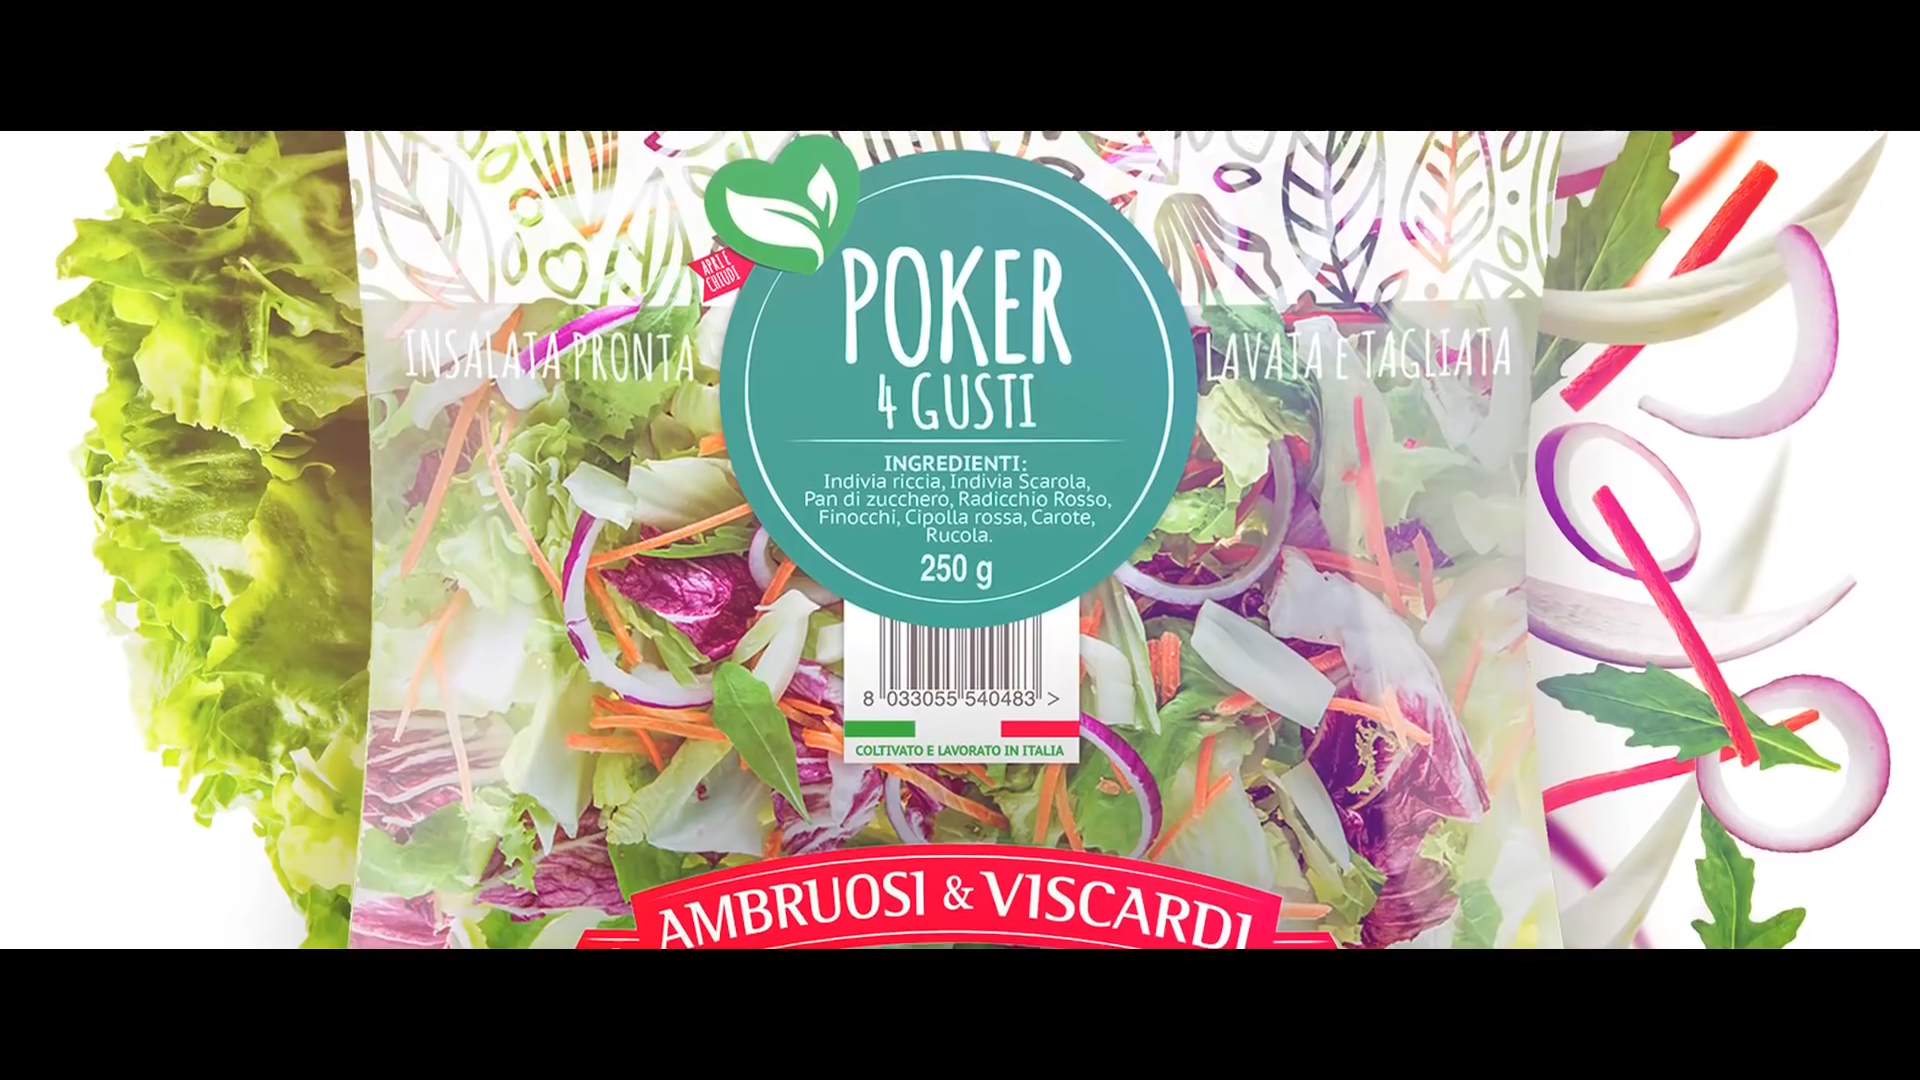 APRI E
CHIUDI
POKER
4 GUSTI
INSALATA PRONTA
LAVATA E TAGLIATA
INGREDIENTI:
Indivia riccia, Indivia Scarola,
Pan di zucchero, Radicchio Rosso,
Finocchi, Cipolla rossa, Carote,
Rucola.
250 g
8 033055 540483 >
COLTIVATO E LAVORATO IN ITALIA
AMBRUOSI & VISCARDI